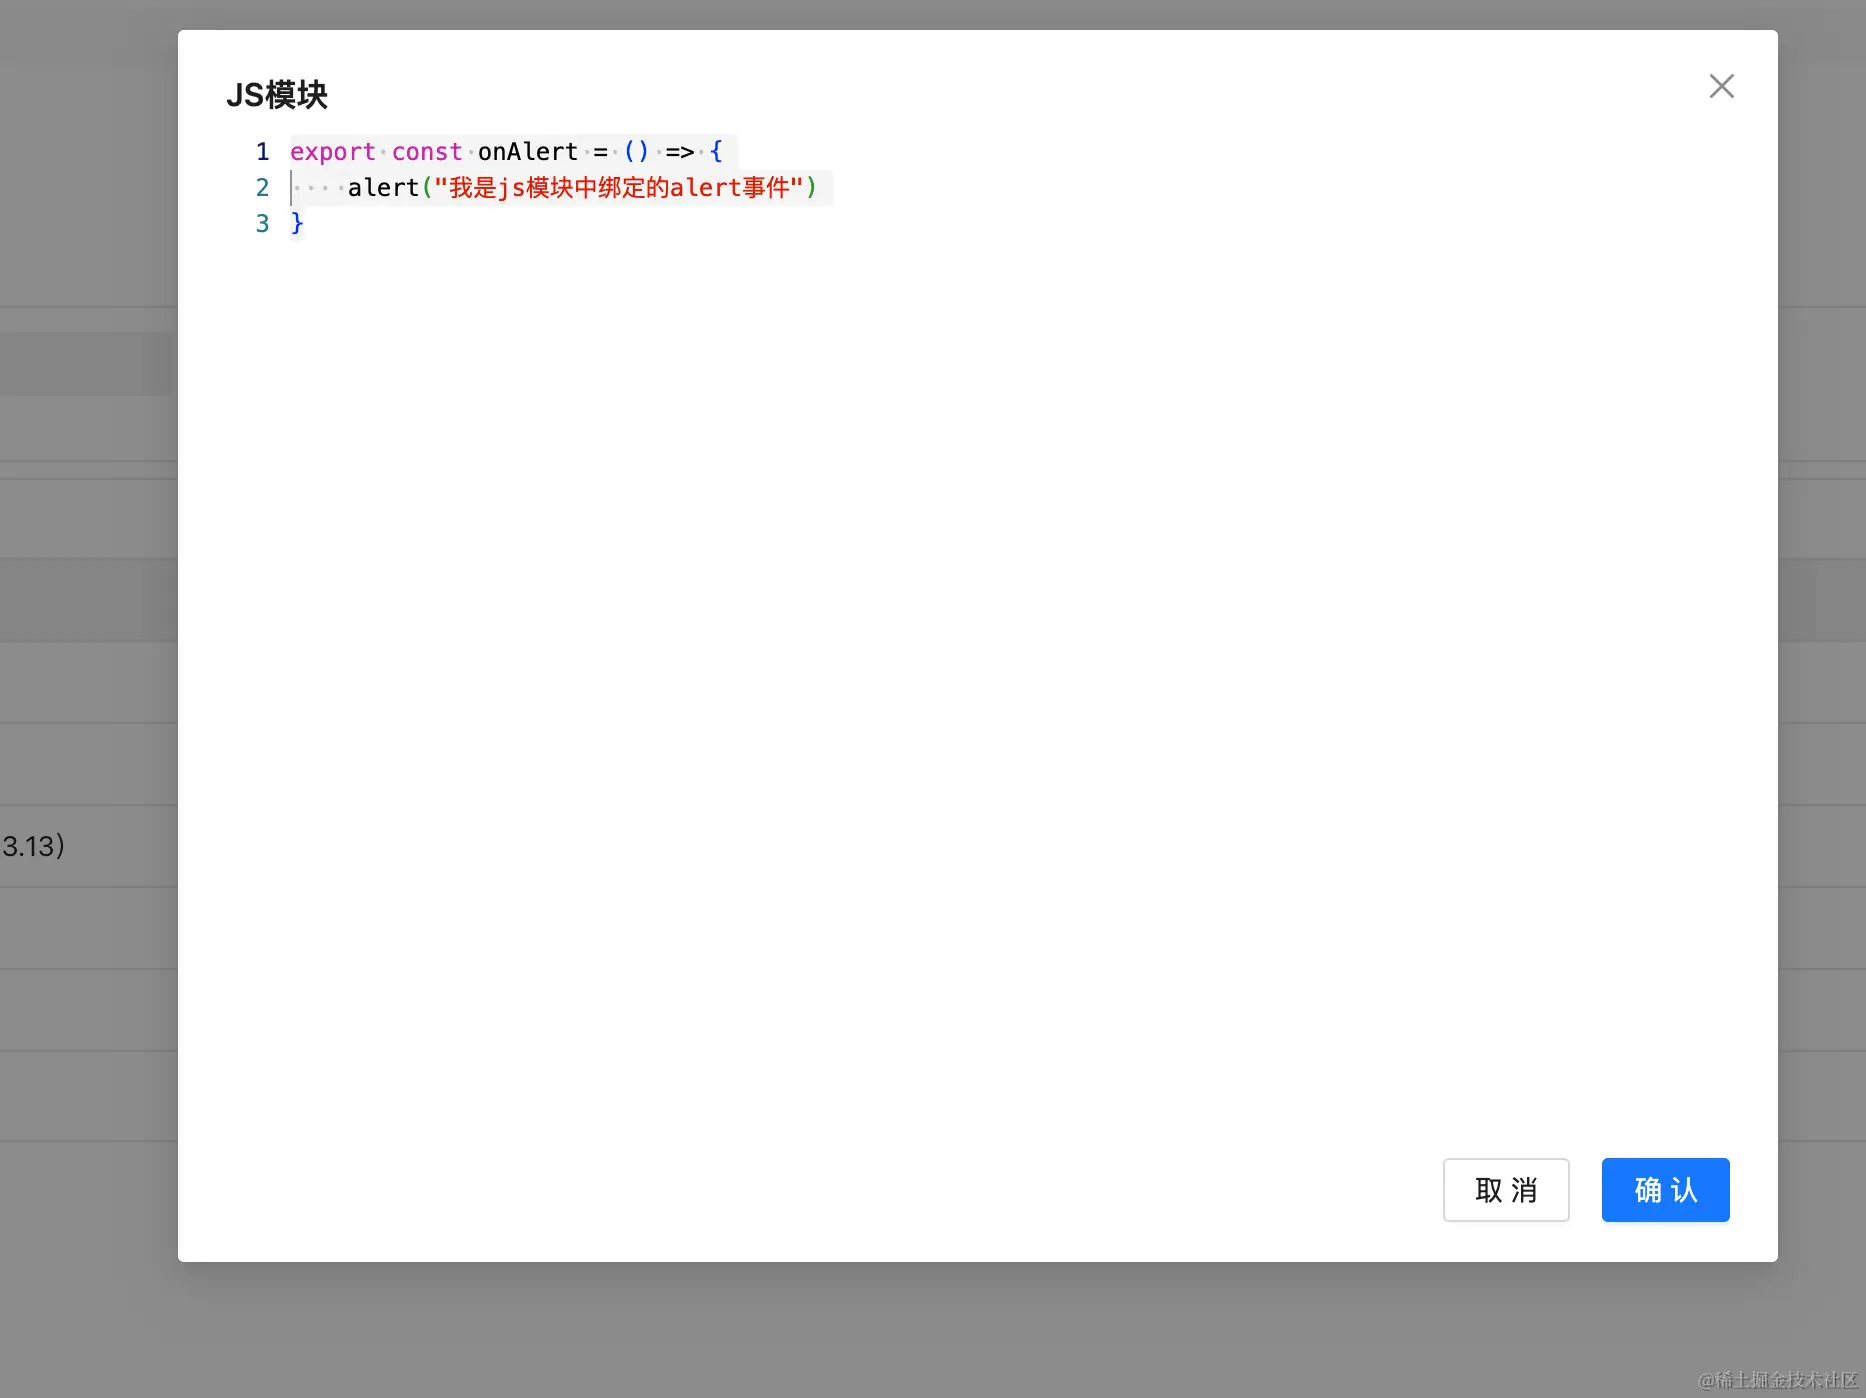 JS模块
1 export const onAlert = () => {
2     alert("我是js模块中绑定的alert事件")
3 }
3.13）
取 消
确 认
@稀土掘金技术社区